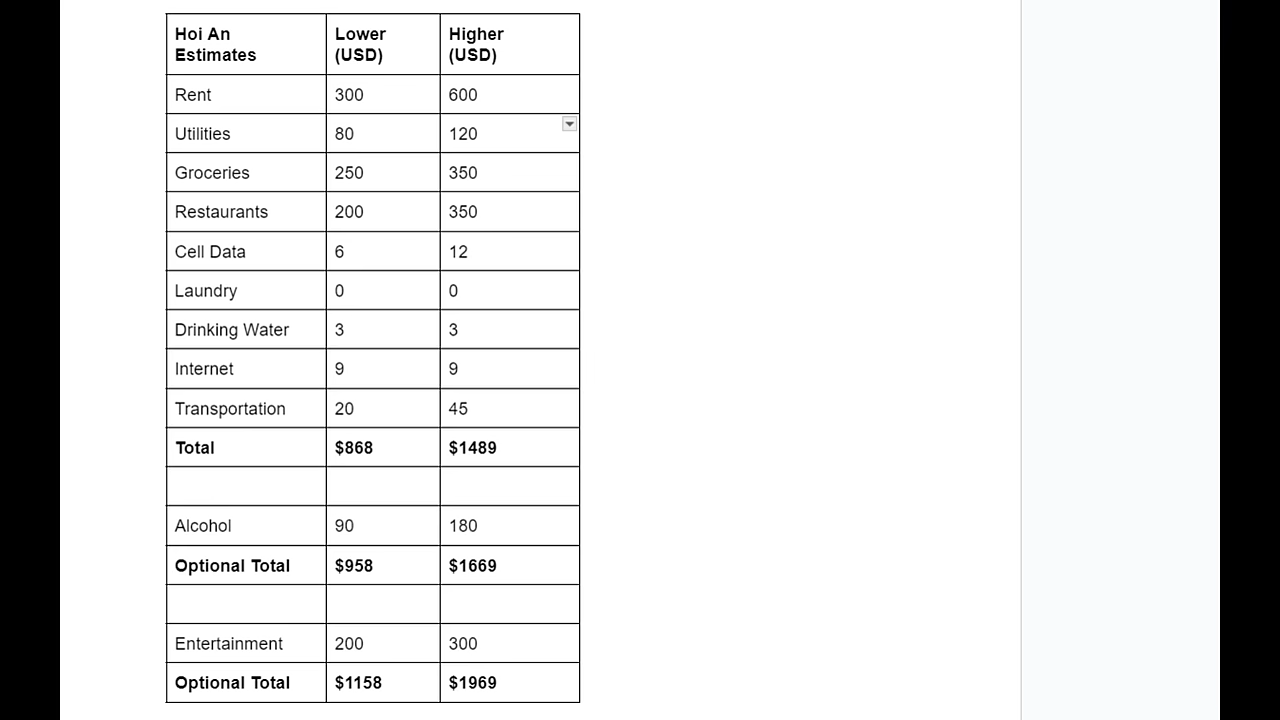 Hoi An Estimates Lower (USD) Higher (USD)
Rent 300 600
Utilities 80 120
Groceries 250 350
Restaurants 200 350
Cell Data 6 12
Laundry 0 0
Drinking Water 3 3
Internet 9 9
Transportation 20 45
Total $868 $1489
Alcohol 90 180
Optional Total $958 $1669
Entertainment 200 300
Optional Total $1158 $1969